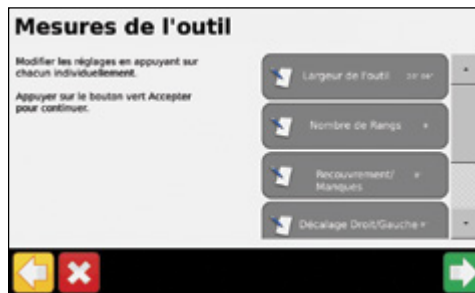 Mesures de l'outil
Modifier les réglages en appuyant sur
chacun individuellement.
Appuyer sur le bouton vert Accepter
pour continuer.
Largeur de l'outil
Nombre de Rangs
Recouvrement/
Manques
Décalage Droit/Gauche